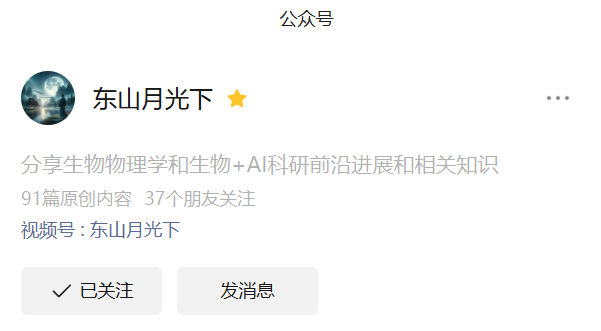 公众号
东山月光下
分享生物物理学和生物+AI科研前沿进展和相关知识
91篇原创内容 37个朋友关注
视频号 : 东山月光下
已关注 发消息